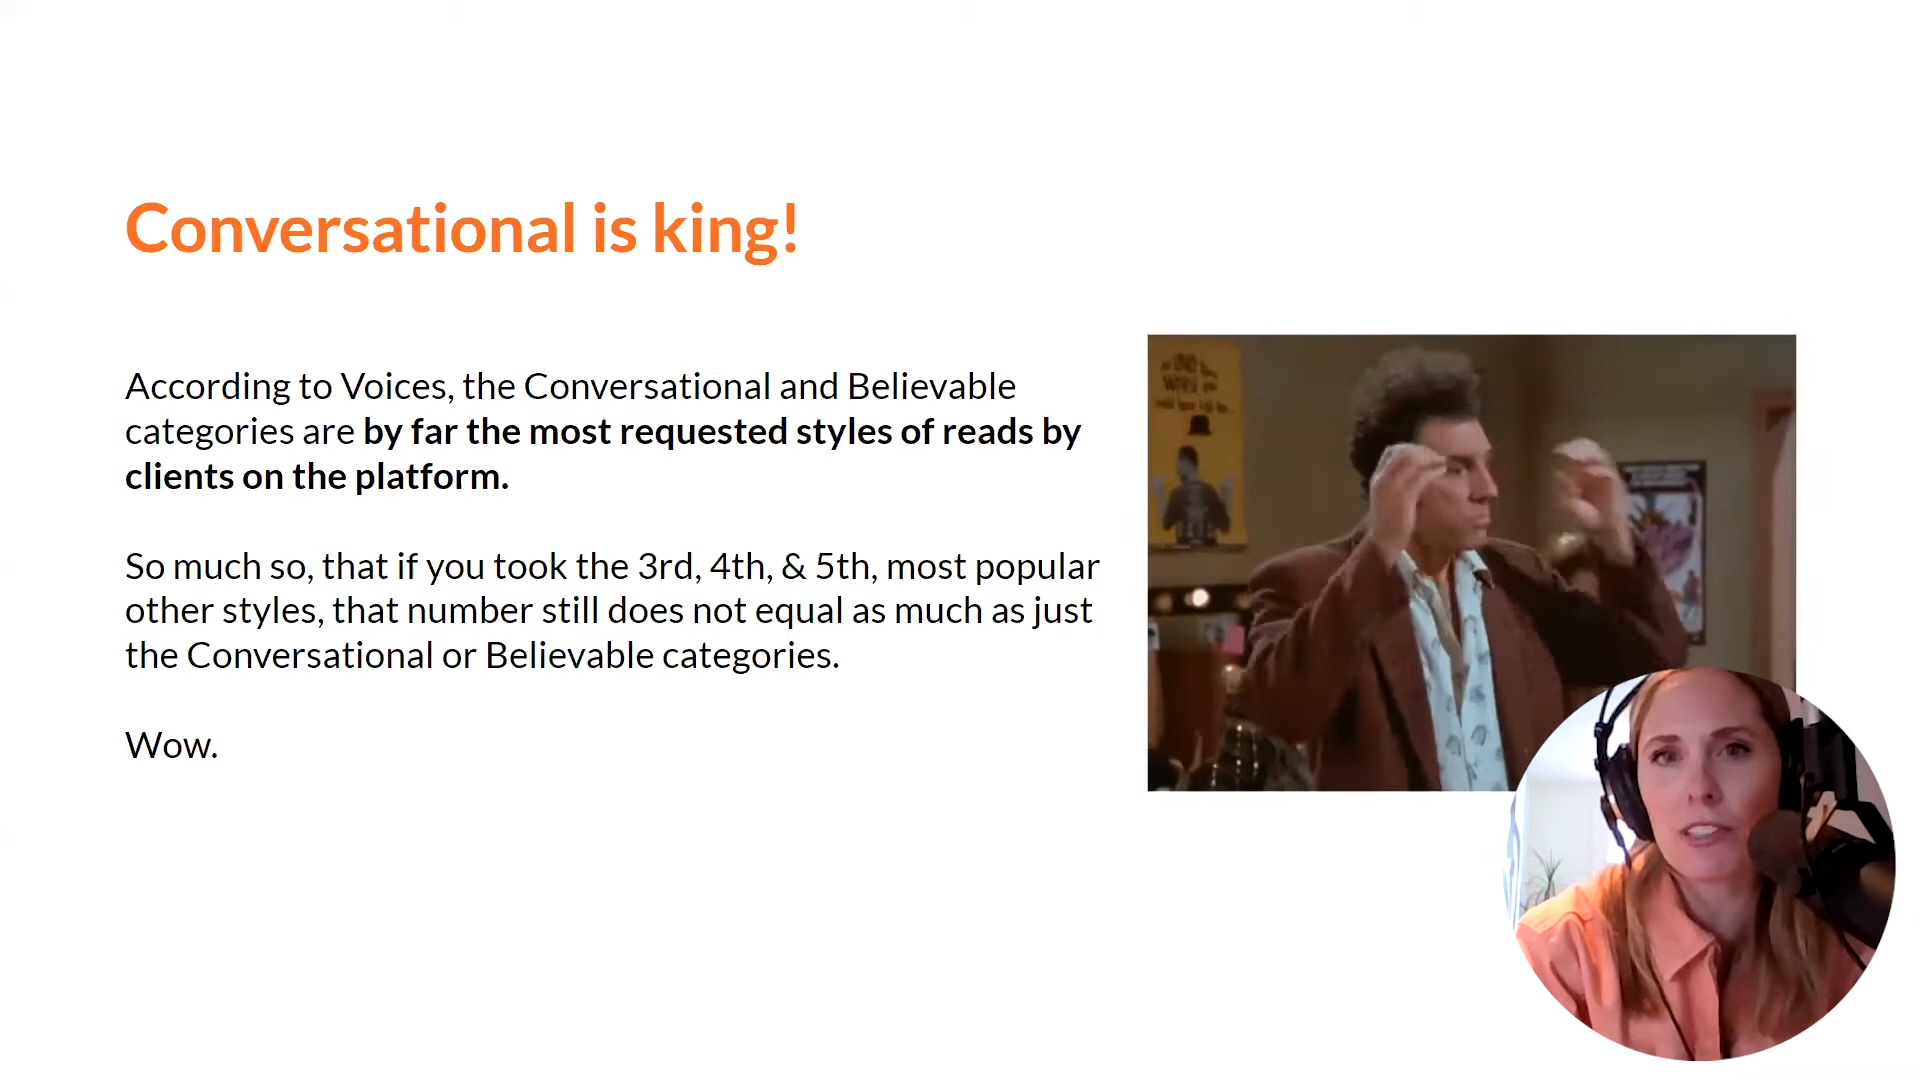 Conversational is king!
According to Voices, the Conversational and Believable
categories are by far the most requested styles of reads by
clients on the platform.
So much so, that if you took the 3rd, 4th, & 5th, most popular
other styles, that number still does not equal as much as just
the Conversational or Believable categories.
Wow.